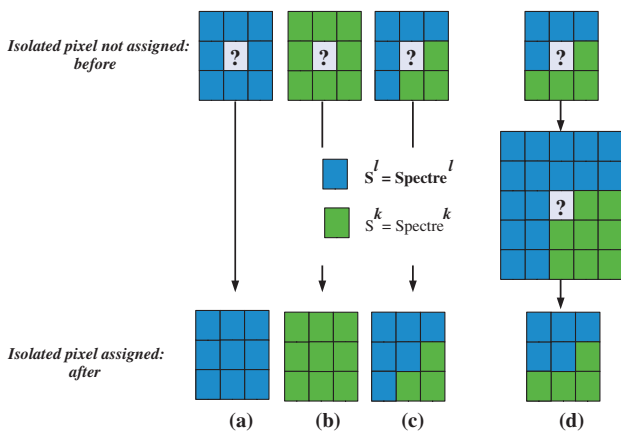 Isolated pixel not assigned:
before
? ? ? ?
?
S^l = Spectre^l
S^k = Spectre^k
Isolated pixel assigned:
after
(a) (b) (c) (d)